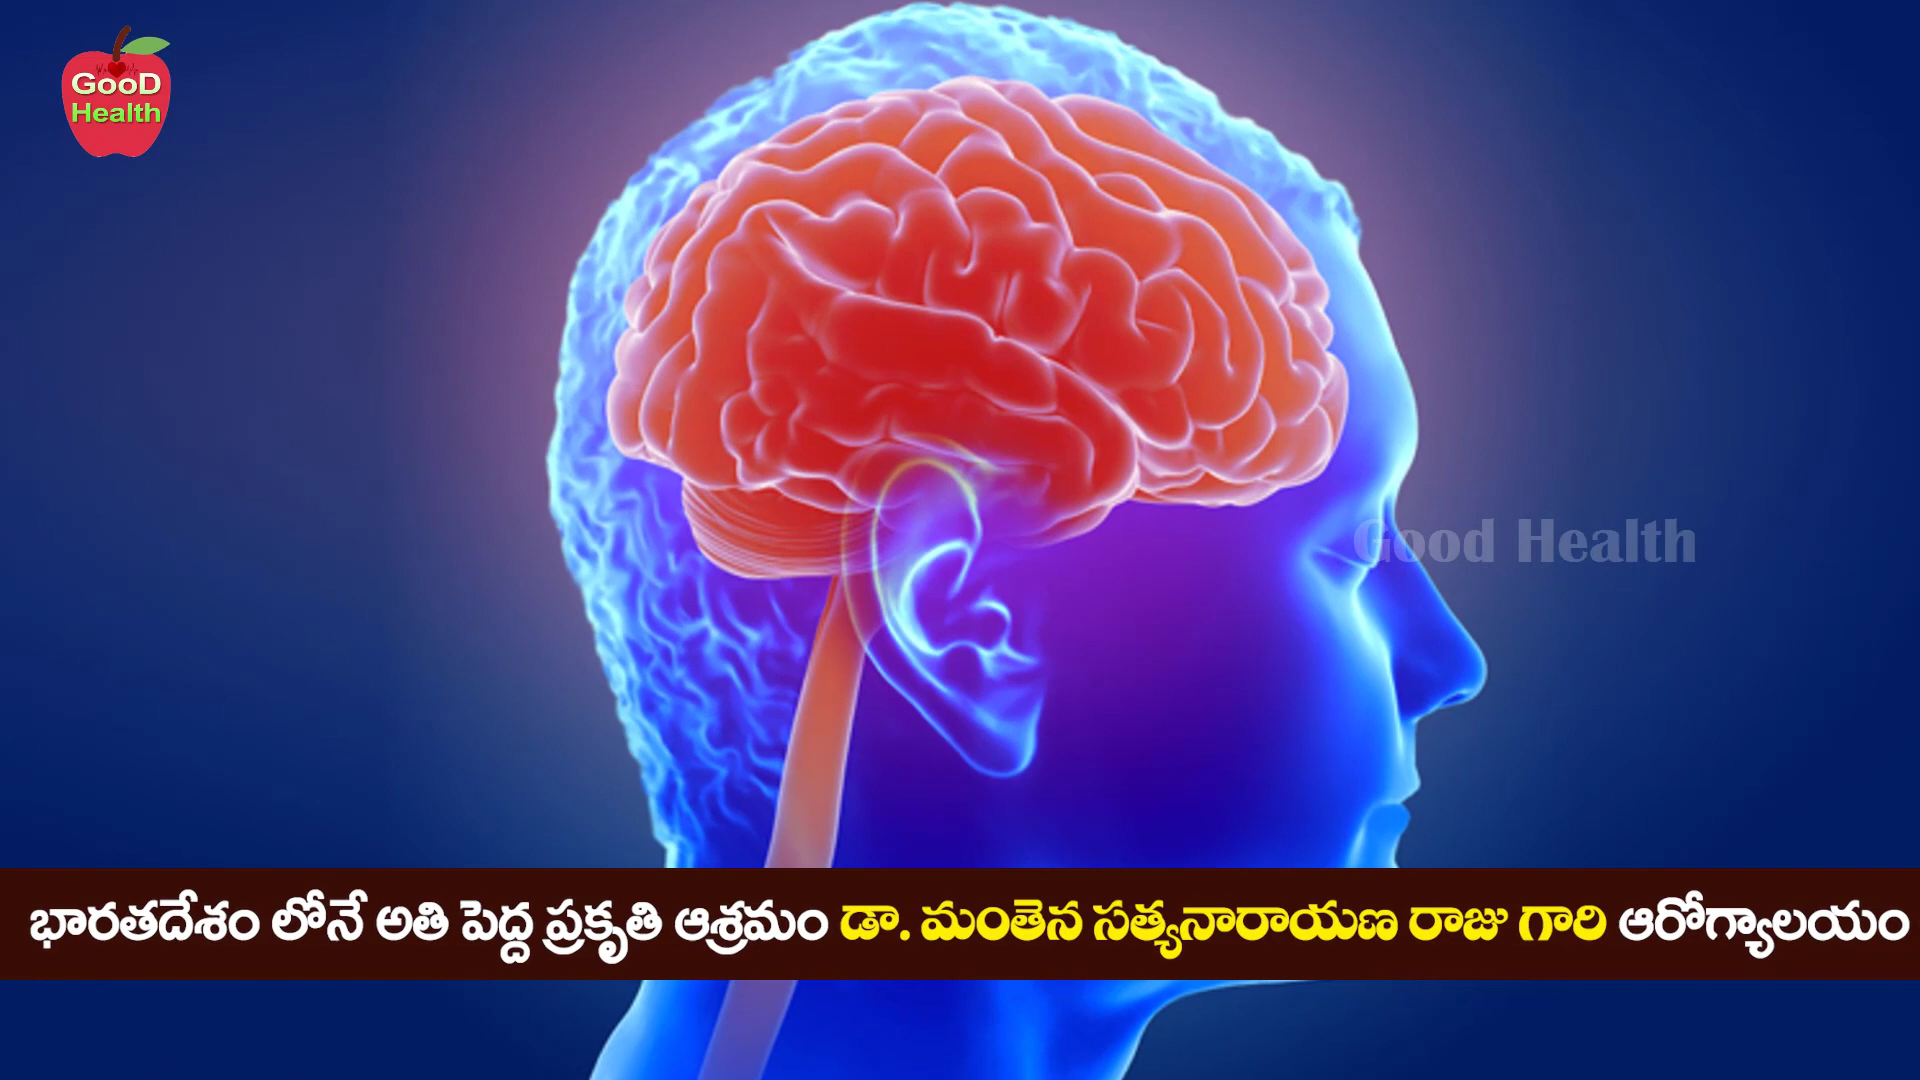 GooD
Health
Good Health
భారతదేశం లోనే అతి పెద్ద ప్రకృతి ఆశ్రమం డా. మంతెన సత్యనారాయణ రాజు గారి ఆరోగ్యాలయం